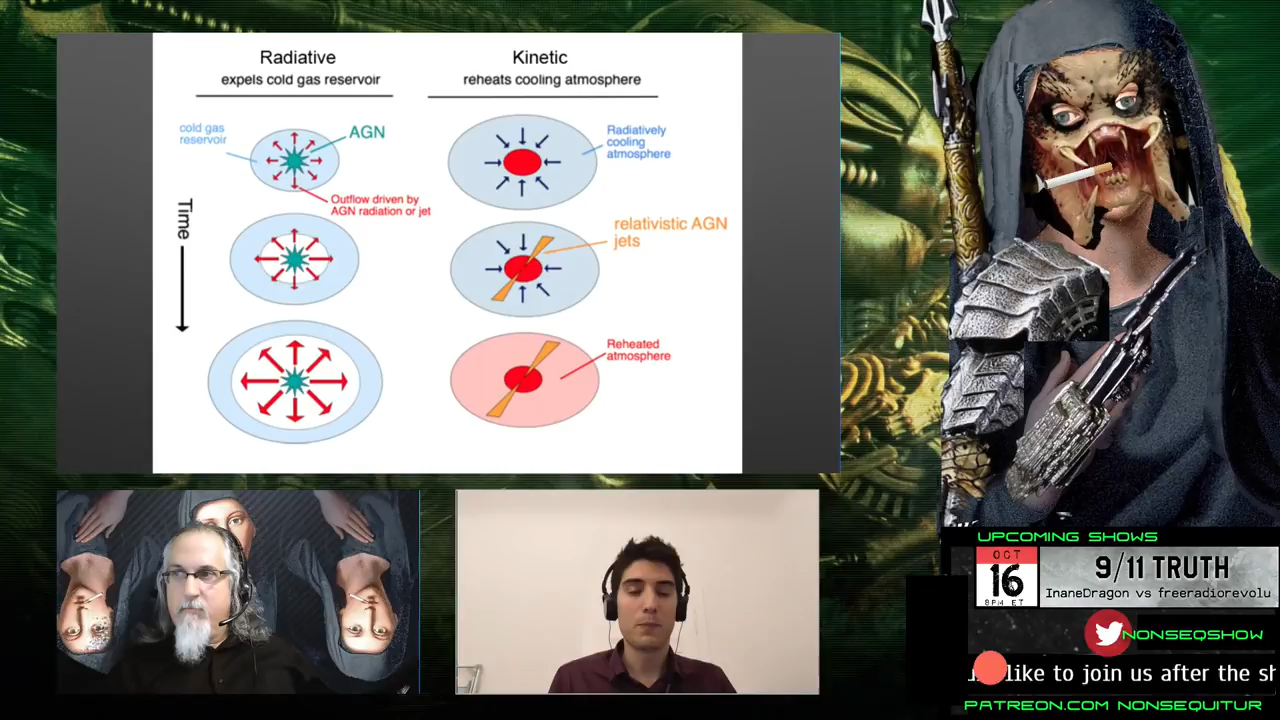 Radiative
expels cold gas reservoir
Kinetic
reheats cooling atmosphere
cold gas
reservoir
AGN
Outflow driven by
AGN radiation or jet
Radiatively
cooling
atmosphere
Time
relativistic AGN
jets
Reheated
atmosphere
UPCOMING SHOWS
OCT
16
8PM ET
9/11 TRUTH
InaneDragon vs freeradiorevolu
NONSEQSHOW
like to join us after the sh
PATREON.COM NONSEQUITUR